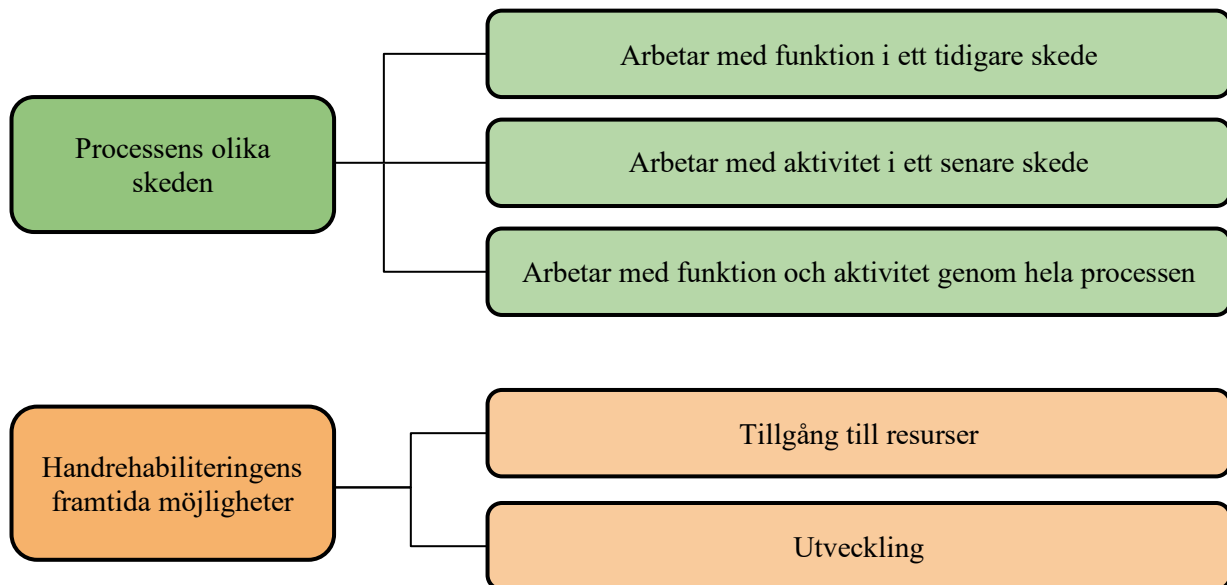 Processens olika
skeden
Arbetar med funktion i ett tidigare skede
Arbetar med aktivitet i ett senare skede
Arbetar med funktion och aktivitet genom hela processen
Handrehabiliteringens
framtida möjligheter
Tillgång till resurser
Utveckling